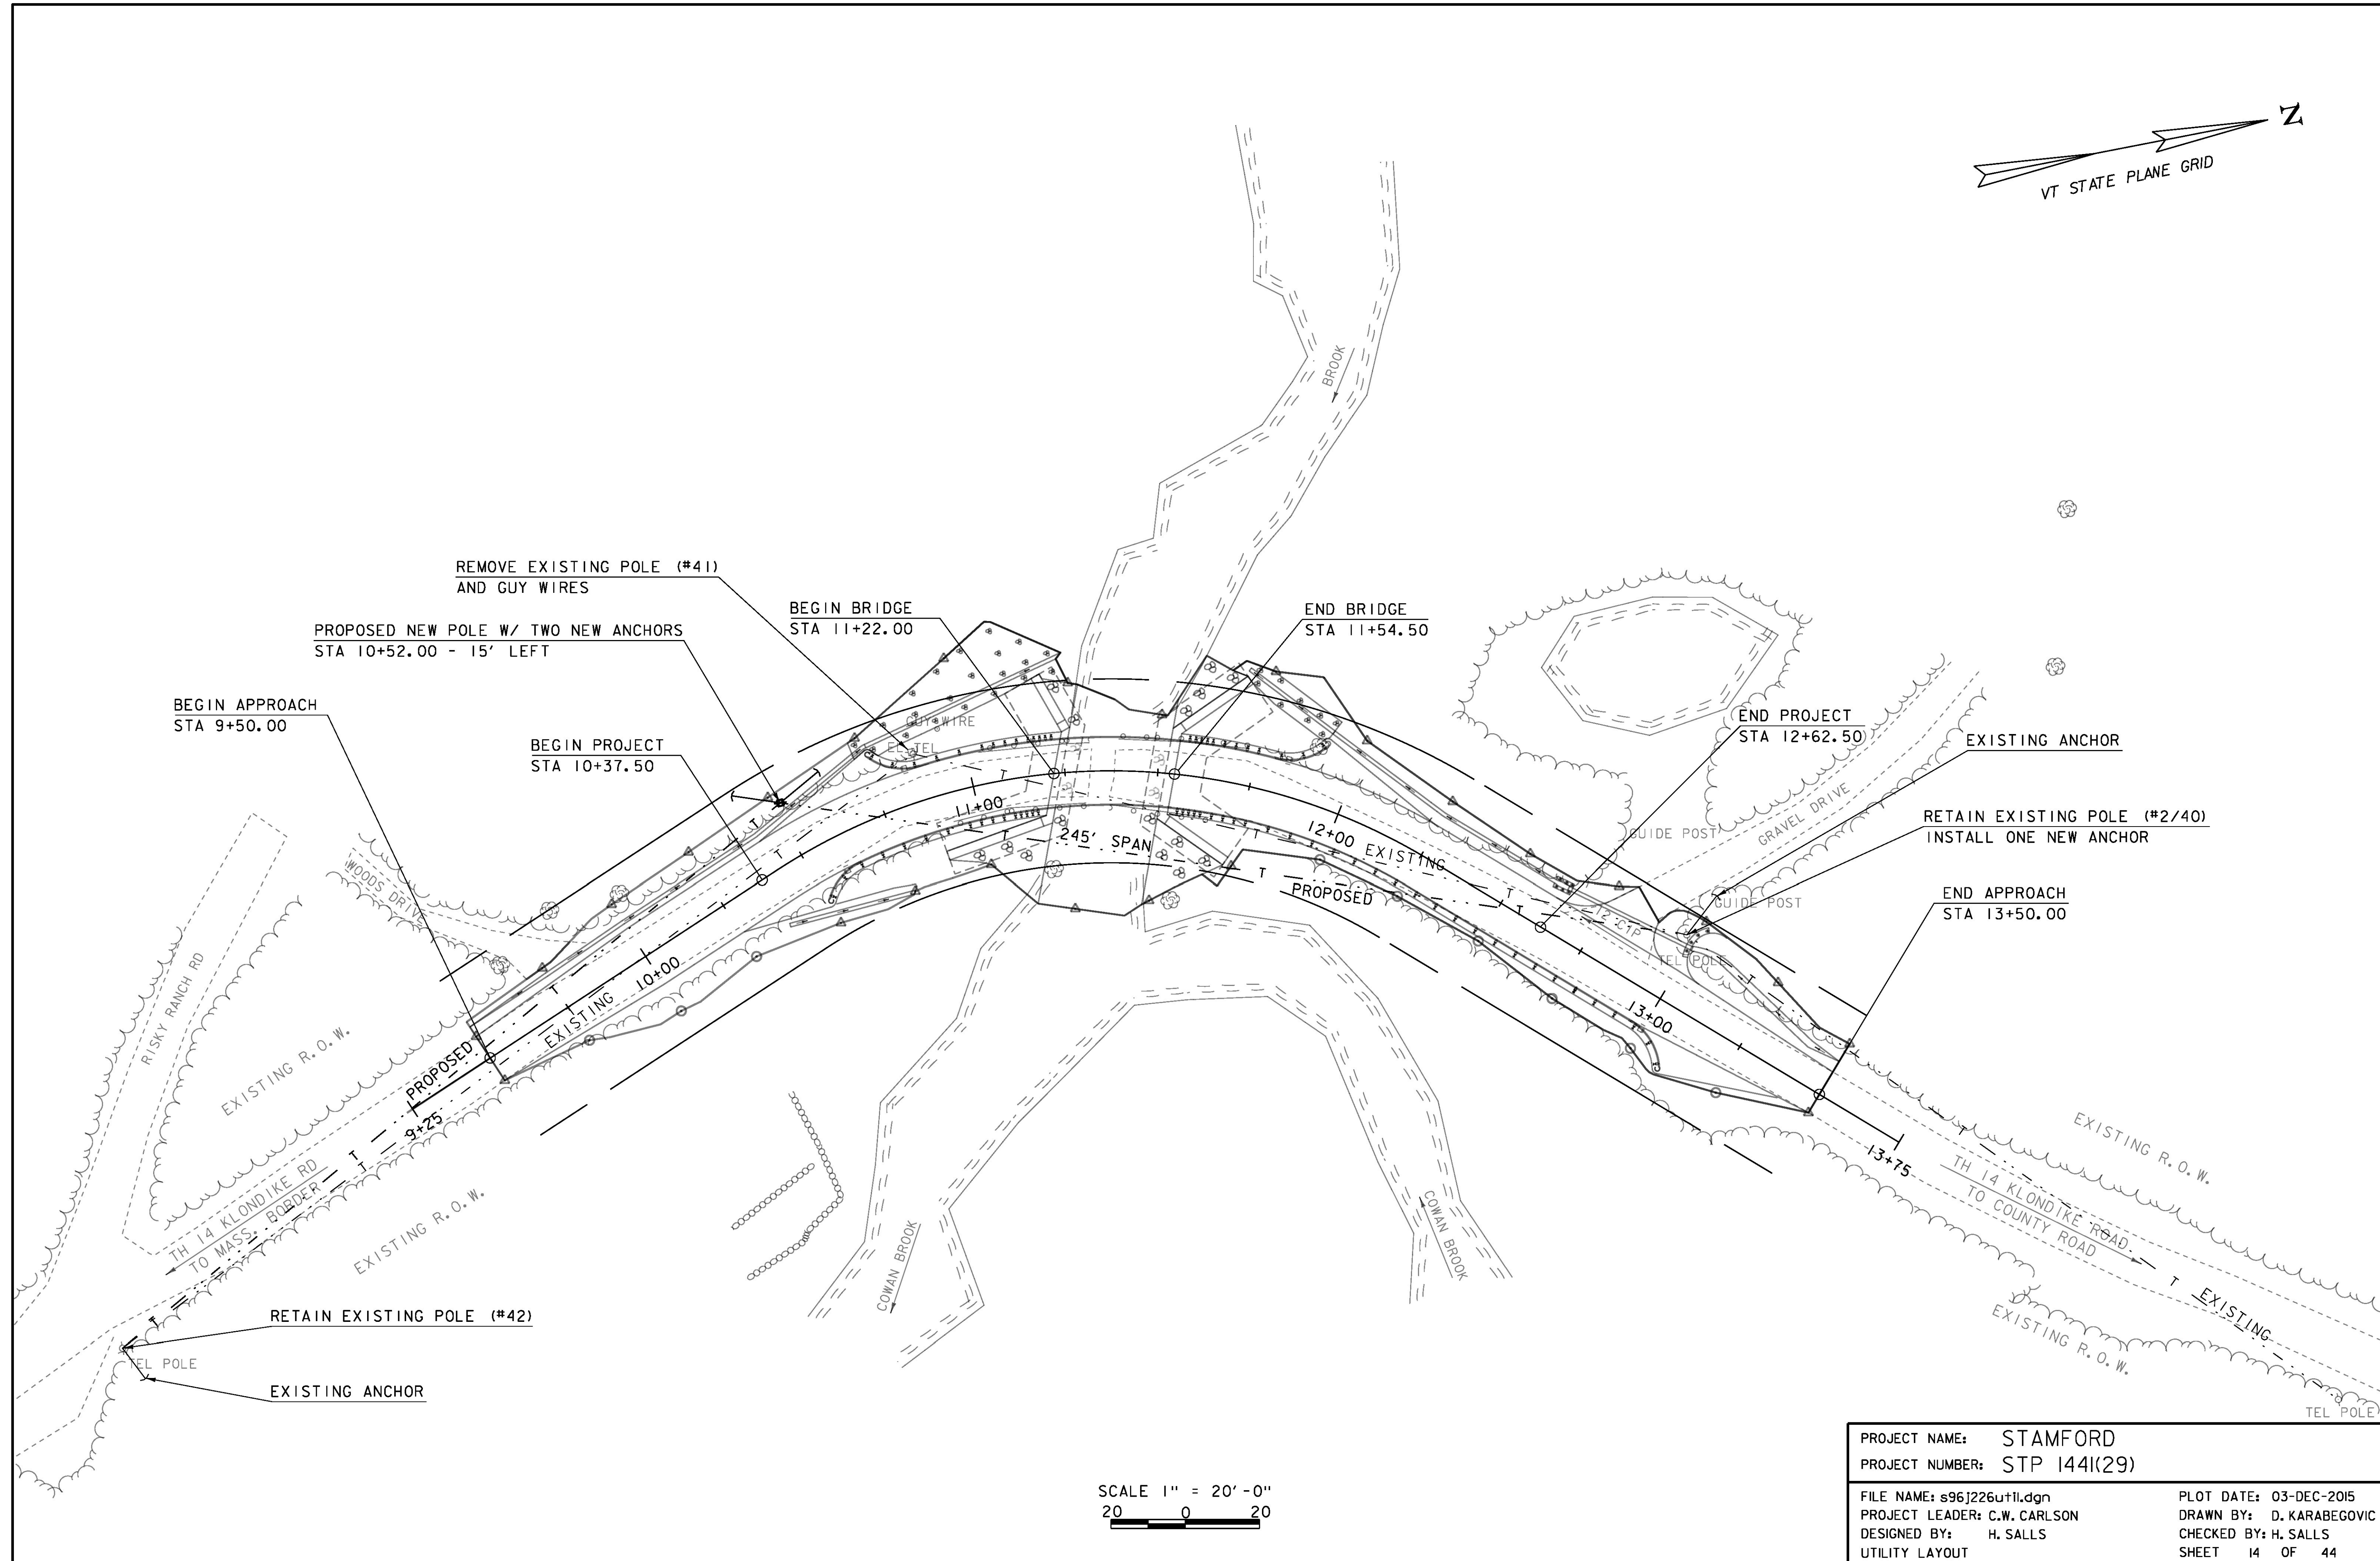 Z
VT STATE PLANE GRID
BROOK
REMOVE EXISTING POLE (#41)
AND GUY WIRES
BEGIN BRIDGE
STA 11+22.00
END BRIDGE
STA 11+54.50
PROPOSED NEW POLE W/ TWO NEW ANCHORS
STA 10+52.00 - 15' LEFT
BEGIN APPROACH
STA 9+50.00
BEGIN PROJECT
STA 10+37.50
GUY WIRE
EL TEL
END PROJECT
STA 12+62.50
EXISTING ANCHOR
RETAIN EXISTING POLE (#2/40)
INSTALL ONE NEW ANCHOR
END APPROACH
STA 13+50.00
GUIDE POST
GRAVEL DRIVE
GUIDE POST
11+00
T
T
245' SPAN
T
12+00
EXISTING
T
PROPOSED
T
T
12" CIP
TEL POLE
T
13+00
13+75
WOODS DRIVE
RISKY RANCH RD
EXISTING R.O.W.
T
T
T
10+00
EXISTING
PROPOSED
9+25
T
T
TH 14 KLONDIKE RD
TO MASS. BORDER
EXISTING R.O.W.
T
RETAIN EXISTING POLE (#42)
TEL POLE
EXISTING ANCHOR
COWAN BROOK
COWAN BROOK
T
EXISTING R.O.W.
TH 14 KLONDIKE ROAD
TO COUNTY ROAD
T
EXISTING
EXISTING R.O.W.
TEL POLE
SCALE 1" = 20'-0"
20 0 20
PROJECT NAME: STAMFORD
PROJECT NUMBER: STP 1441(29)
FILE NAME: s96j226util.dgn
PROJECT LEADER: C.W. CARLSON
DESIGNED BY: H. SALLS
UTILITY LAYOUT
PLOT DATE: 03-DEC-2015
DRAWN BY: D. KARABEGOVIC
CHECKED BY: H. SALLS
SHEET 14 OF 44